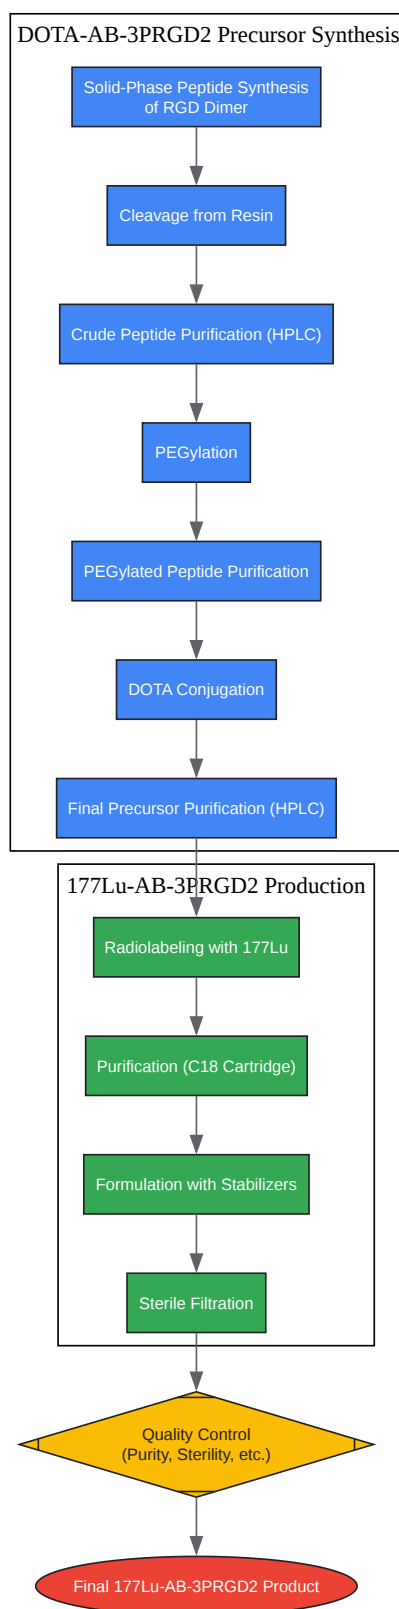 DOTA-AB-3PRGD2 Precursor Synthesis
Solid-Phase Peptide Synthesis
of RGD Dimer
Cleavage from Resin
Crude Peptide Purification (HPLC)
PEGylation
PEGylated Peptide Purification
DOTA Conjugation
Final Precursor Purification (HPLC)
177Lu-AB-3PRGD2 Production
Radiolabeling with 177Lu
Purification (C18 Cartridge)
Formulation with Stabilizers
Sterile Filtration
Quality Control
(Purity, Sterility, etc.)
Final 177Lu-AB-3PRGD2 Product